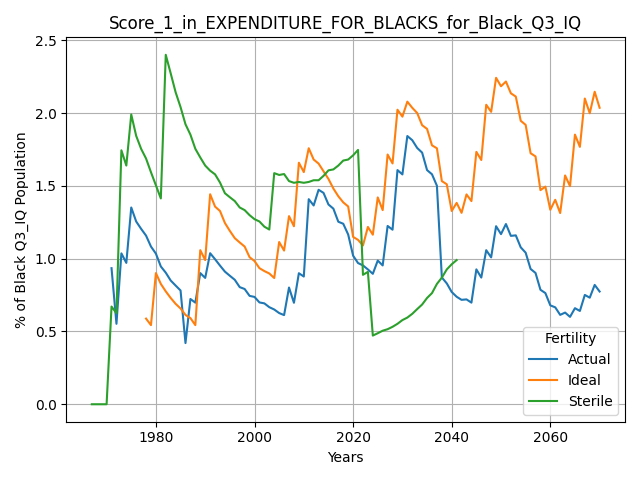 Score_1_in_EXPENDITURE_FOR_BLACKS_for_Black_Q3_IQ
% of Black Q3_IQ Population
2.5
2.0
1.5
1.0
0.5
0.0
Fertility
Actual
Ideal
Sterile
1980 2000 2020 2040 2060
Years